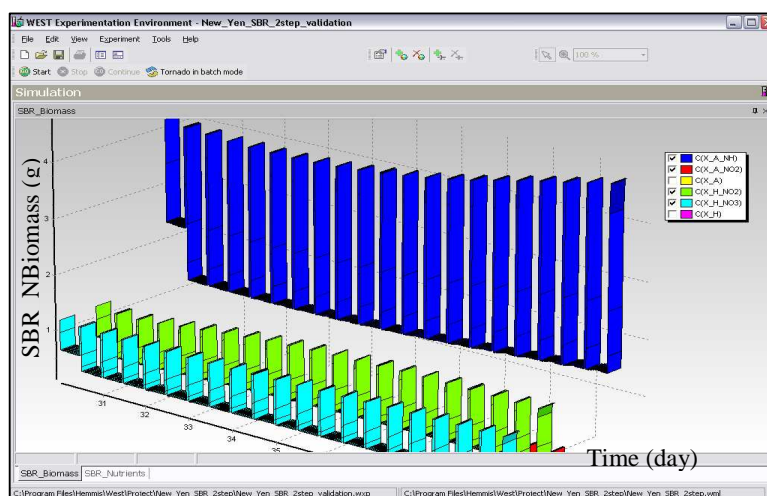 WEST Experimentation Environment - New_Yen_SBR_2step_validation
File Edit View Experiment Tools Help
100 %
Start Stop Continue Tornado in batch mode
Simulation
SBR_Biomass
C(X_A_NH)
C(X_A_NO2)
C(X_A)
C(X_H_NO2)
C(X_H_NO3)
C(X_H)
SBR NBiomass (g)
4
3
2
1
31
32
33
34
35
Time (day)
SBR_Biomass SBR_Nutrients
C:\Program Files\Hemmis\West\Project\New_Yen_SBR_2step\New_Yen_SBR_2step_validation.wxp C:\Program Files\Hemmis\West\Project\New_Yen_SBR_2step\New_Yen_SBR_2step.wml